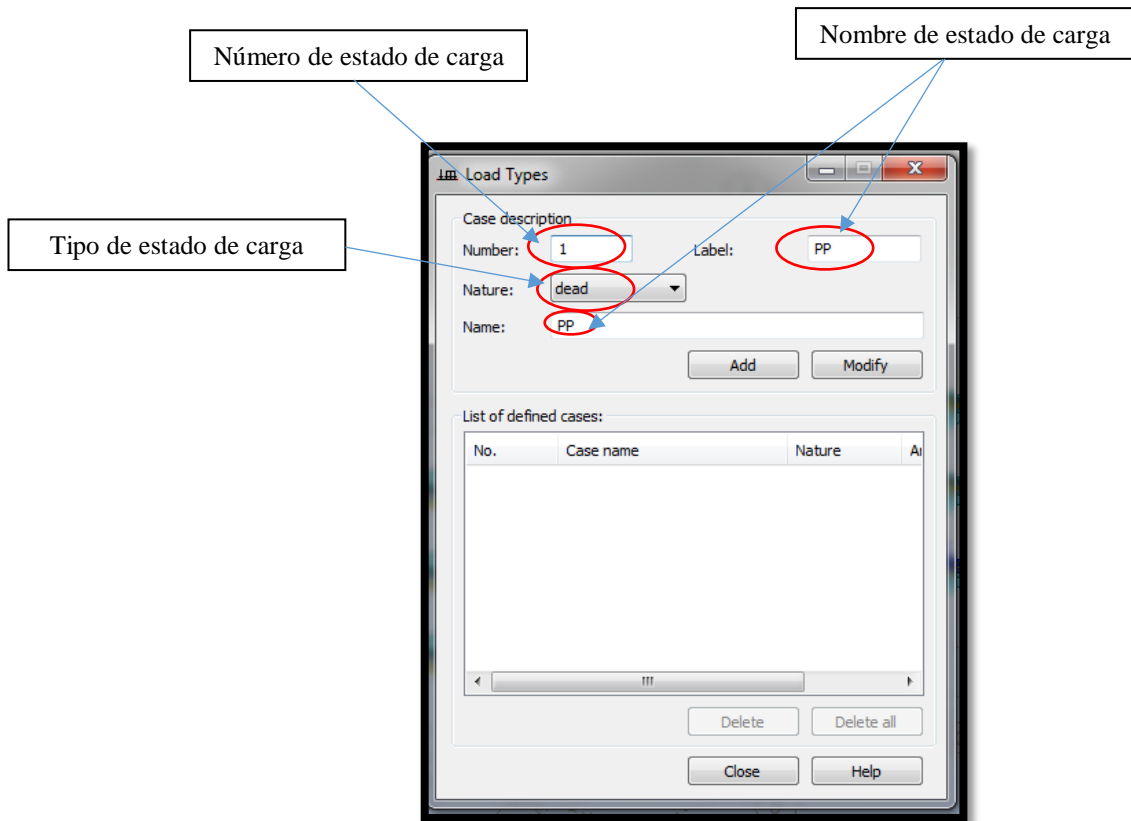 Número de estado de carga
Nombre de estado de carga
Tipo de estado de carga
Load Types
Case description
Number: 1 Label: PP
Nature: dead
Name: PP
Add Modify
List of defined cases:
No. Case name Nature
Delete Delete all
Close Help